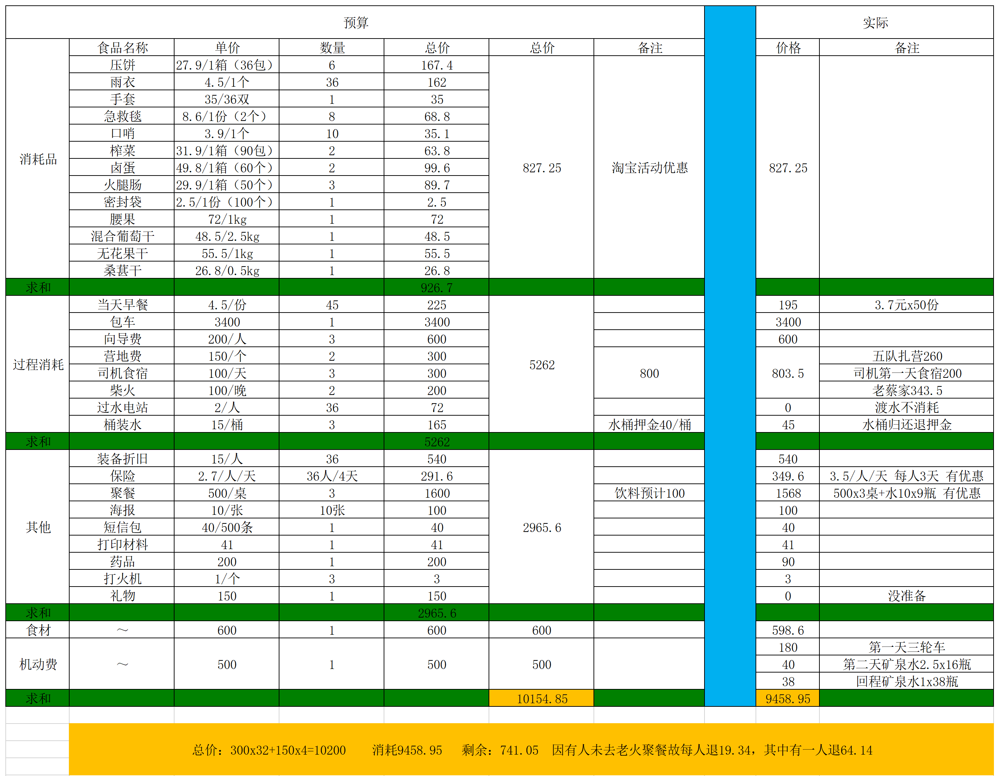 预算 实际
食品名称 单价 数量 总价 总价 备注 价格 备注
压饼 27.9/1箱（36包） 6 167.4
雨衣 4.5/1个 36 162
手套 35/36双 1 35
急救毯 8.6/1份（2个） 8 68.8
口哨 3.9/1个 10 35.1
榨菜 31.9/1箱（90包） 2 63.8
消耗品
卤蛋 49.8/1箱（60个） 2 99.6 827.25 淘宝活动优惠 827.25
火腿肠 29.9/1箱（50个） 3 89.7
密封袋 2.5/1份（100个） 1 2.5
腰果 72/1kg 1 72
混合葡萄干 48.5/2.5kg 1 48.5
无花果干 55.5/1kg 1 55.5
桑葚干 26.8/0.5kg 1 26.8
求和 926.7
当天早餐 4.5/份 45 225 195 3.7元x50份
包车 3400 1 3400 3400
向导费 200/人 3 600 600
营地费 150/个 2 300 五队扎营260
过程消耗 5262
司机食宿 100/天 3 300 800 803.5 司机第一天食宿200
柴火 100/晚 2 200 老蔡家343.5
过水电站 2/人 36 72 0 渡水不消耗
桶装水 15/桶 3 165 水桶押金40/桶 45 水桶归还退押金
求和 5262
装备折旧 15/人 36 540 540
保险 2.7/人/天 36人/4天 291.6 349.6 3.5/人/天 每人3天 有优惠
聚餐 500/桌 3 1600 饮料预计100 1568 500x3桌+水10x9瓶 有优惠
海报 10/张 10张 100 100
其他 短信包 40/500条 1 40 2965.6 40
打印材料 41 1 41 41
药品 200 1 200 90
打火机 1/个 3 3 3
礼物 150 1 150 0 没准备
求和 2965.6
食材 ～ 600 1 600 600 598.6
180 第一天三轮车
机动费 ～ 500 1 500 500 40 第二天矿泉水2.5x16瓶
38 回程矿泉水1x38瓶
求和 10154.85 9458.95
总价：300x32+150x4=10200 消耗9458.95 剩余：741.05 因有人未去老火聚餐故每人退19.34，其中有一人退64.14